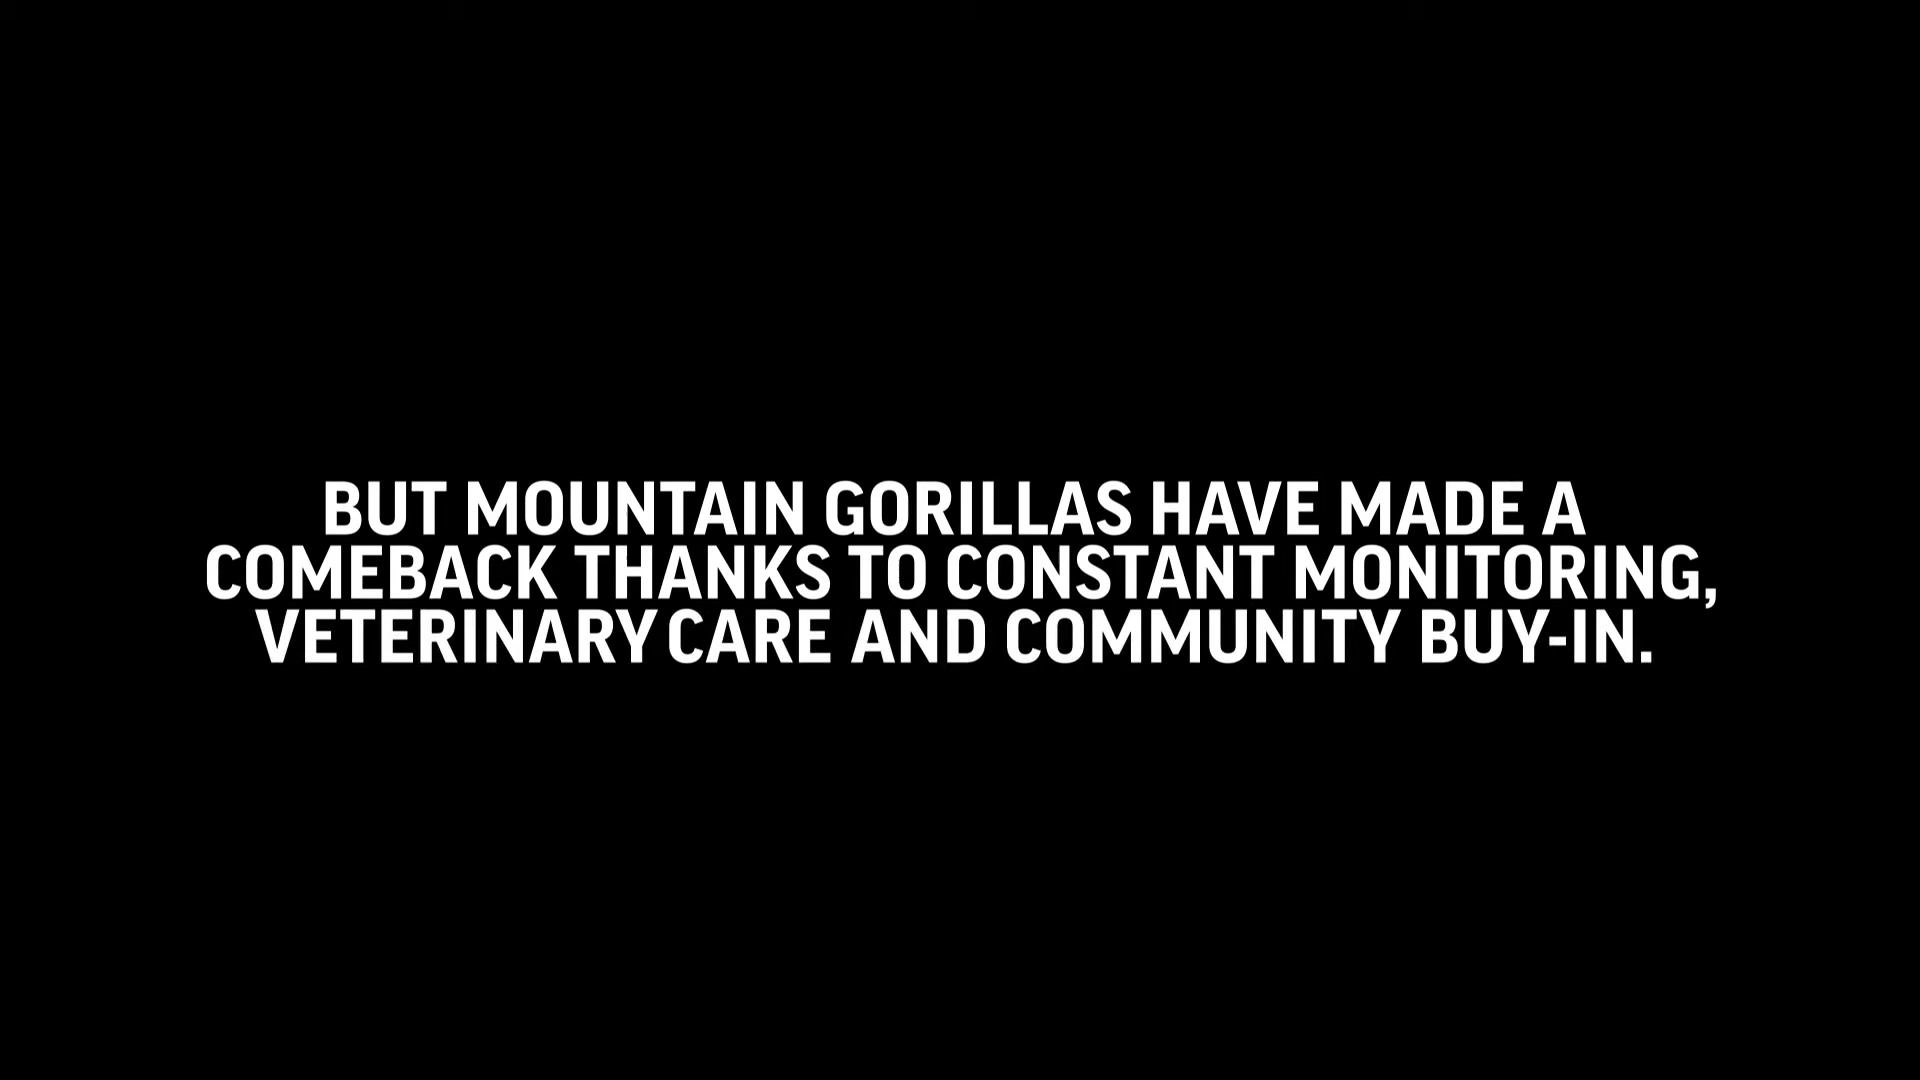 BUT MOUNTAIN GORILLAS HAVE MADE A
COMEBACK THANKS TO CONSTANT MONITORING,
VETERINARY CARE AND COMMUNITY BUY-IN.